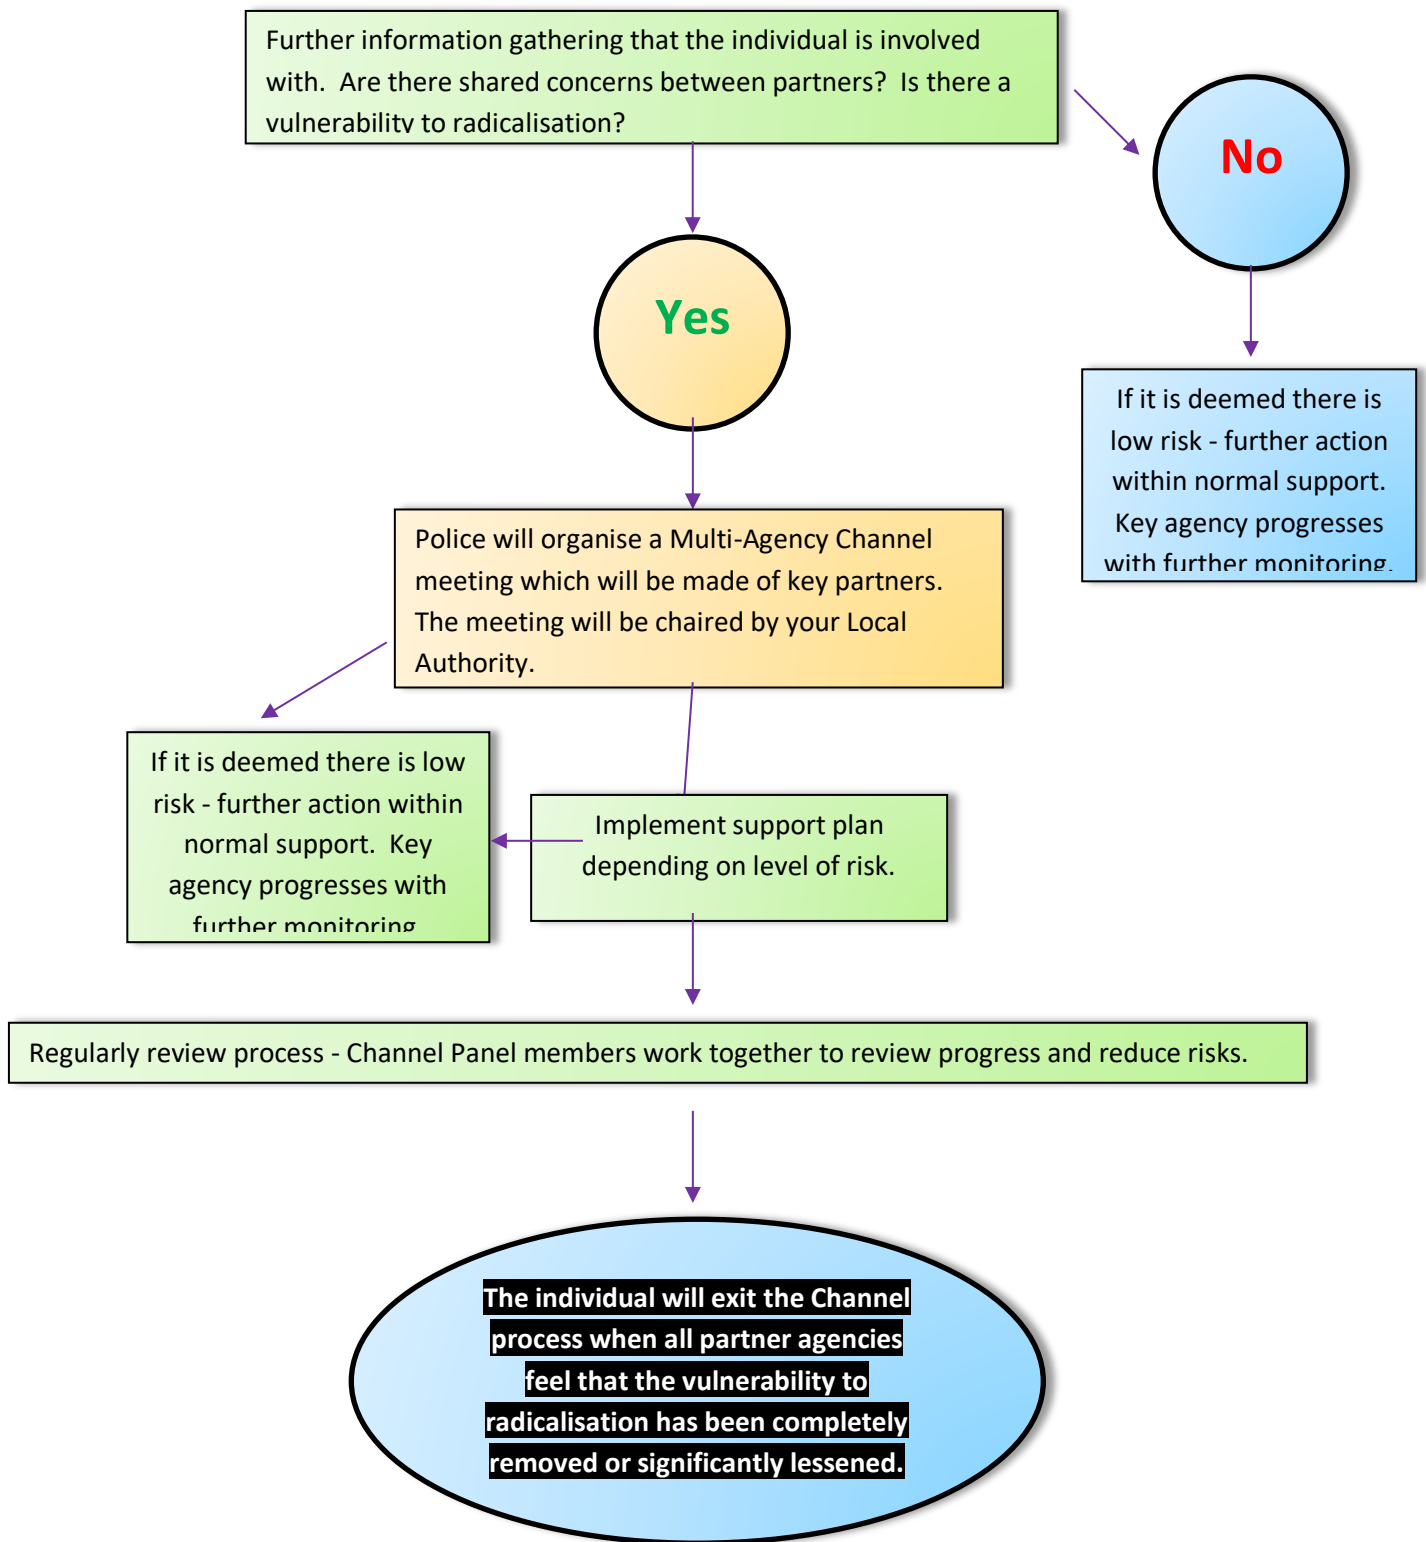 Further information gathering that the individual is involved
with.  Are there shared concerns between partners?  Is there a
vulnerability to radicalisation?
No
Yes
If it is deemed there is
low risk - further action
within normal support.
Key agency progresses
with further monitoring.
Police will organise a Multi-Agency Channel
meeting which will be made of key partners.
The meeting will be chaired by your Local
Authority.
If it is deemed there is low
risk - further action within
normal support.  Key
agency progresses with
further monitoring
Implement support plan
depending on level of risk.
Regularly review process - Channel Panel members work together to review progress and reduce risks.
The individual will exit the Channel
process when all partner agencies
feel that the vulnerability to
radicalisation has been completely
removed or significantly lessened.